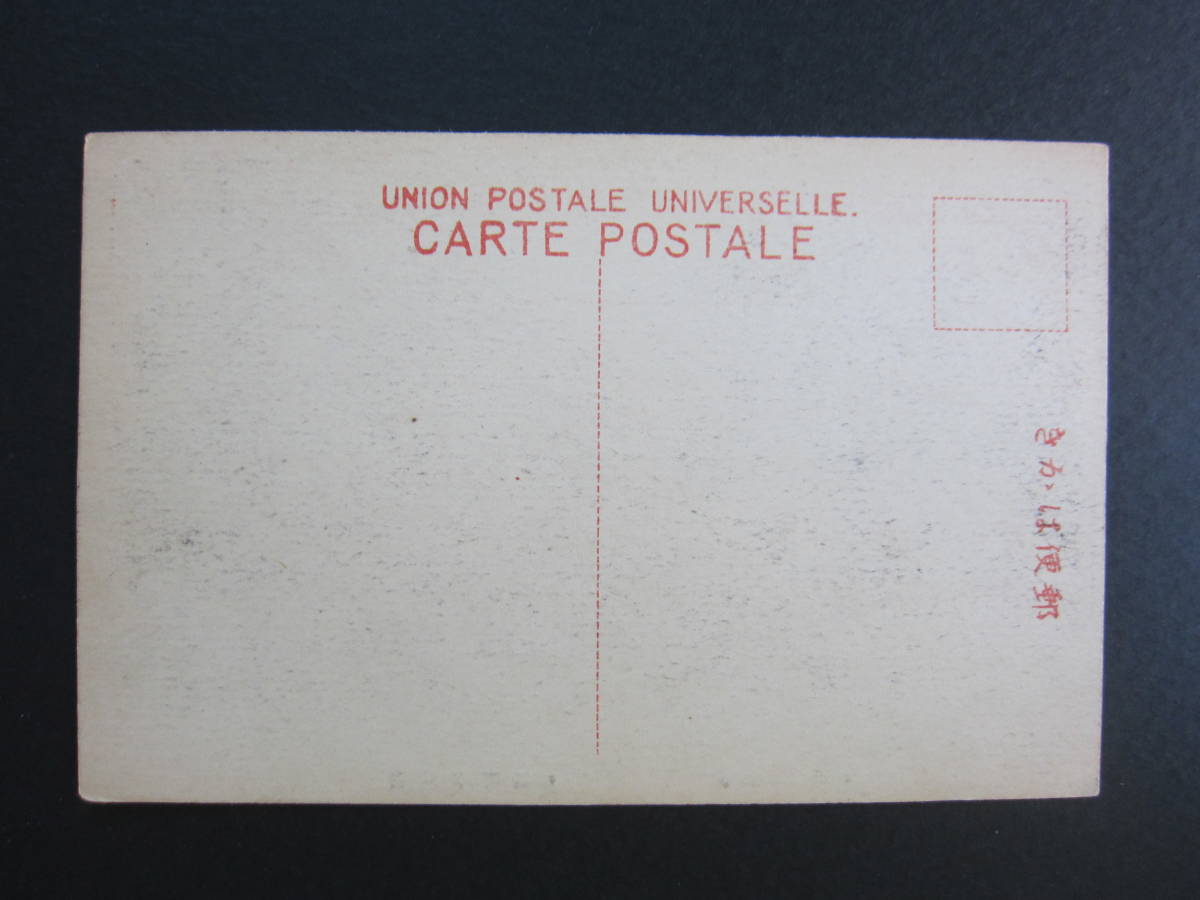 UNION POSTALE UNIVERSELLE.
CARTE POSTALE
きがは便郵